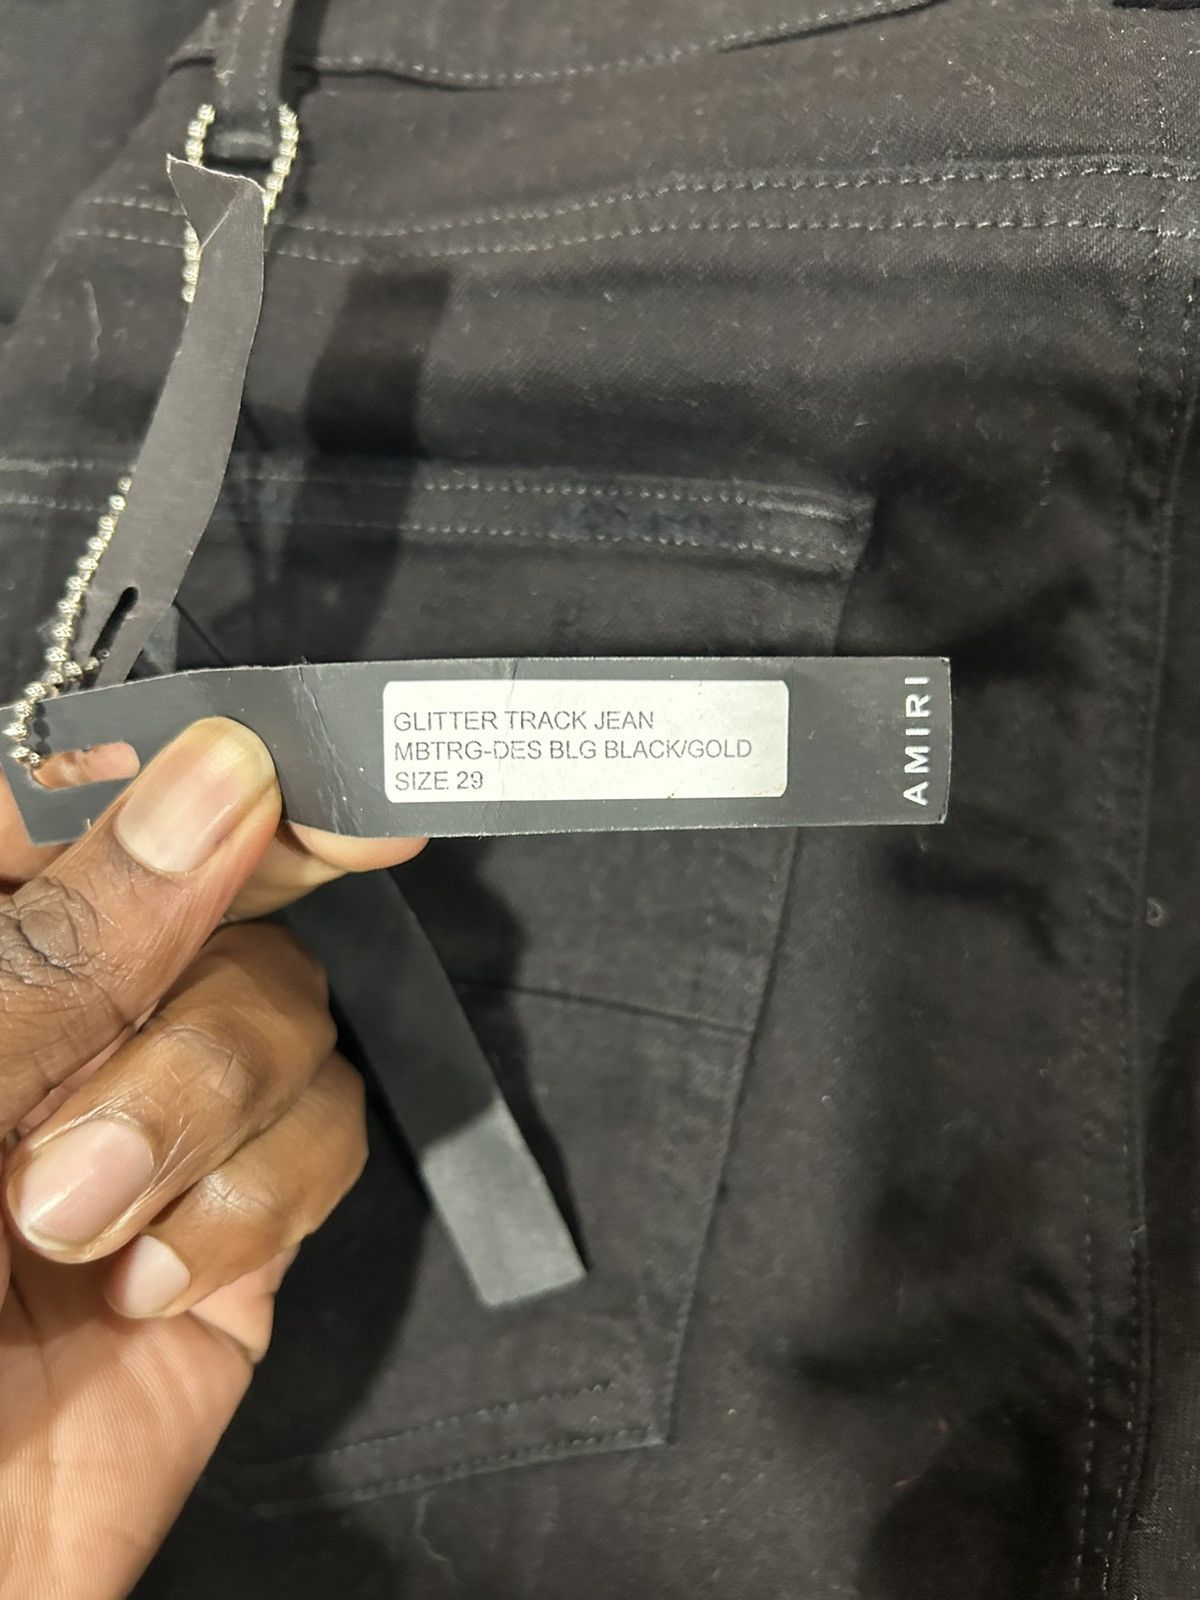 GLITTER TRACK JEAN
MBTRG-DES BLG BLACK/GOLD
SIZE 29
AMIRI